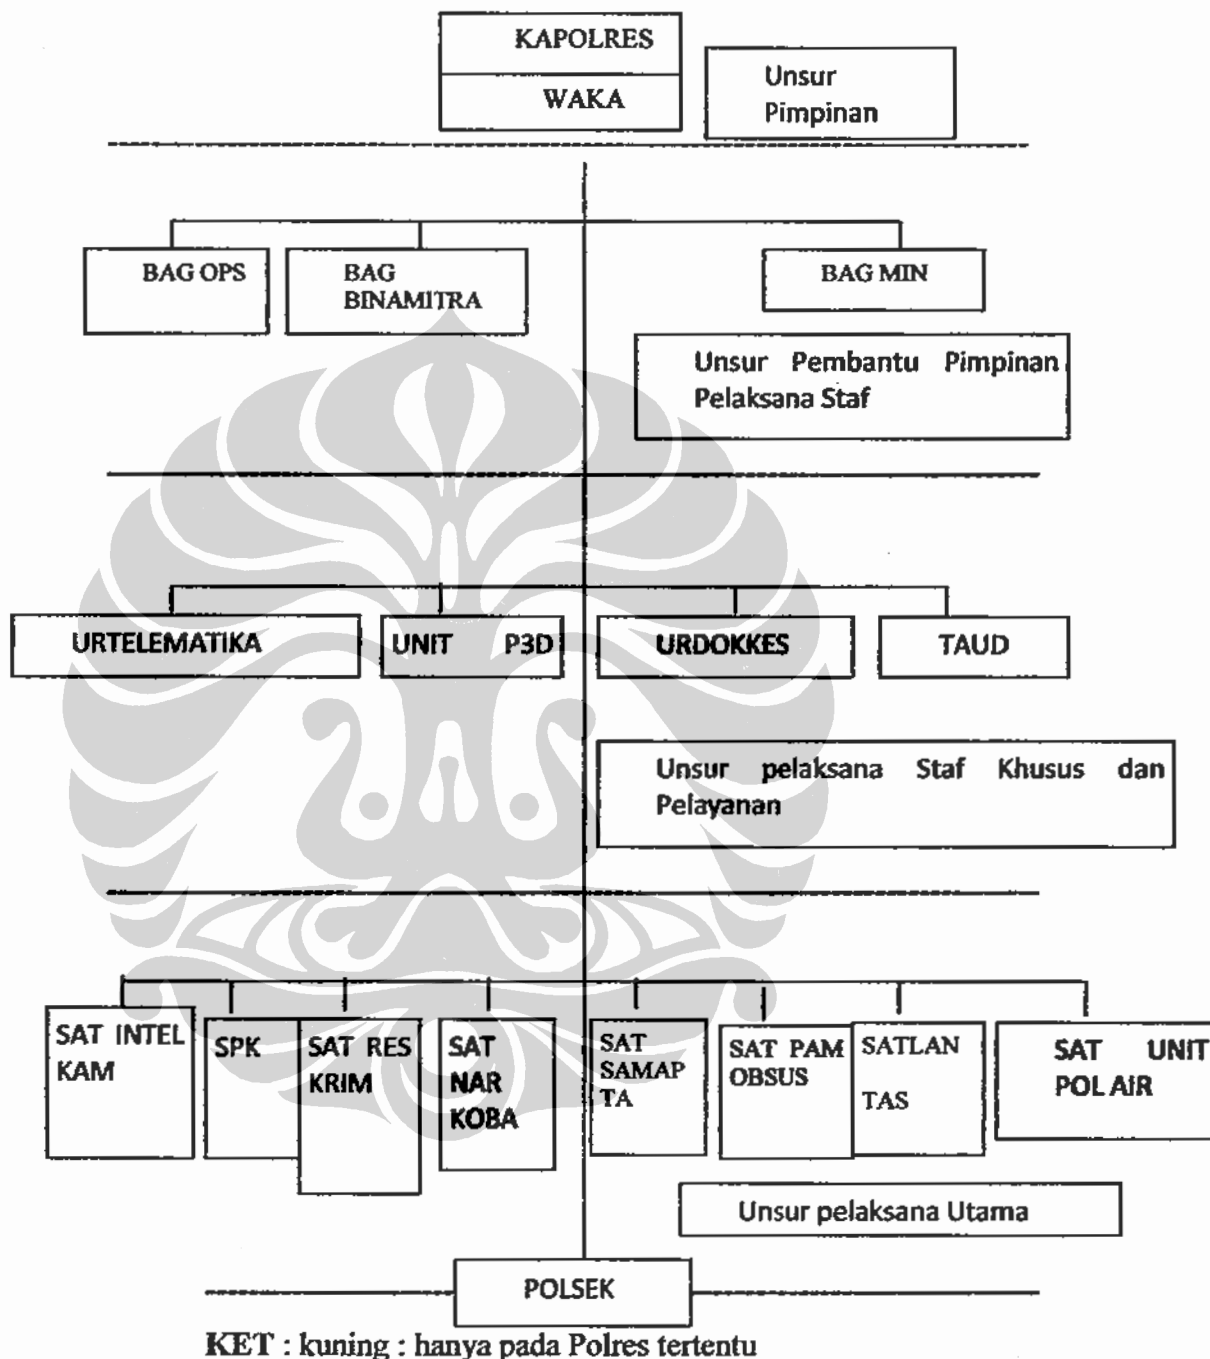 KAPOLRES
WAKA
Unsur
Pimpinan
BAG OPS
BAG
BINAMITRA
BAG MIN
Unsur Pembantu Pimpinan
Pelaksana Staf
URTELEMATIKA
UNIT P3D
URDOKKES
TAUD
Unsur pelaksana Staf Khusus dan
Pelayanan
SAT INTEL
KAM
SPK
SAT RES
KRIM
SAT
NAR
KOBA
SAT
SAMAP
TA
SAT PAM
OBSUS
SATLAN
TAS
SAT UNIT
POL AIR
Unsur pelaksana Utama
POLSEK
KET : kuning : hanya pada Polres tertentu